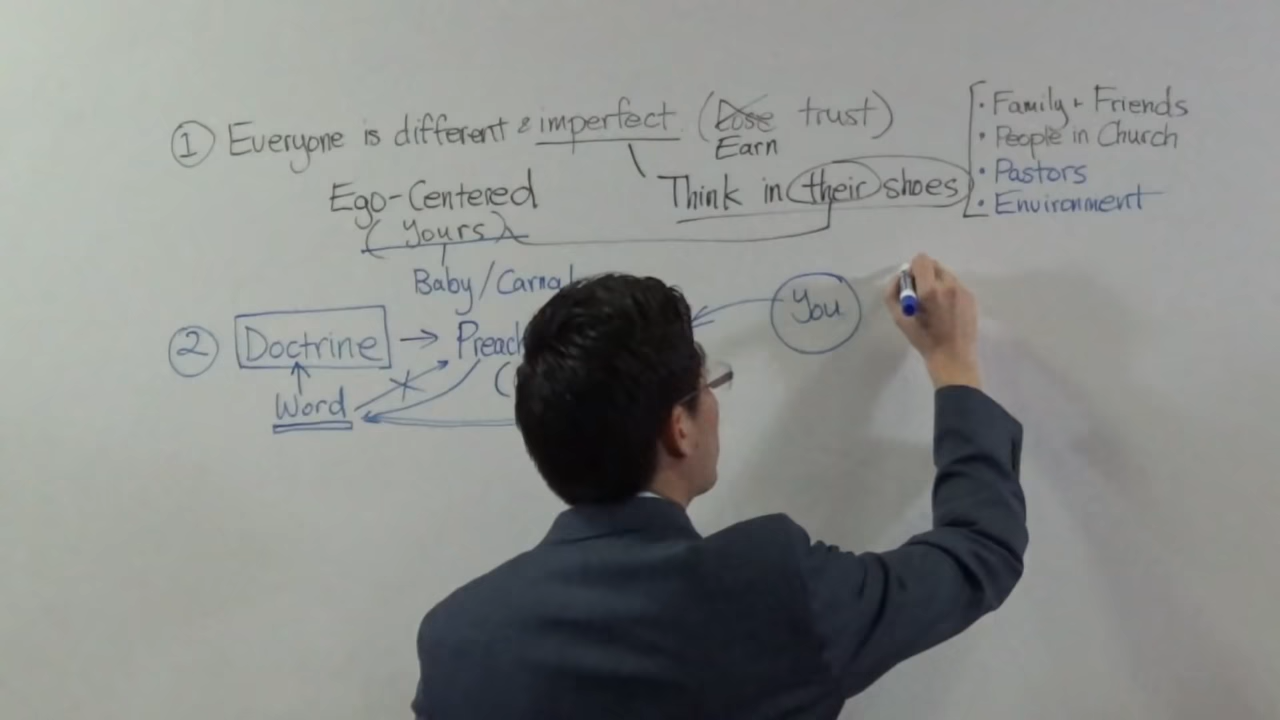 ① Everyone is different & imperfect (Lose trust)
Earn
Ego-Centered
(Yours)
Think in their shoes
· Family + Friends
· People in Church
· Pastors
· Environment
Baby/Carna
② Doctrine → Preach
(
Word
You